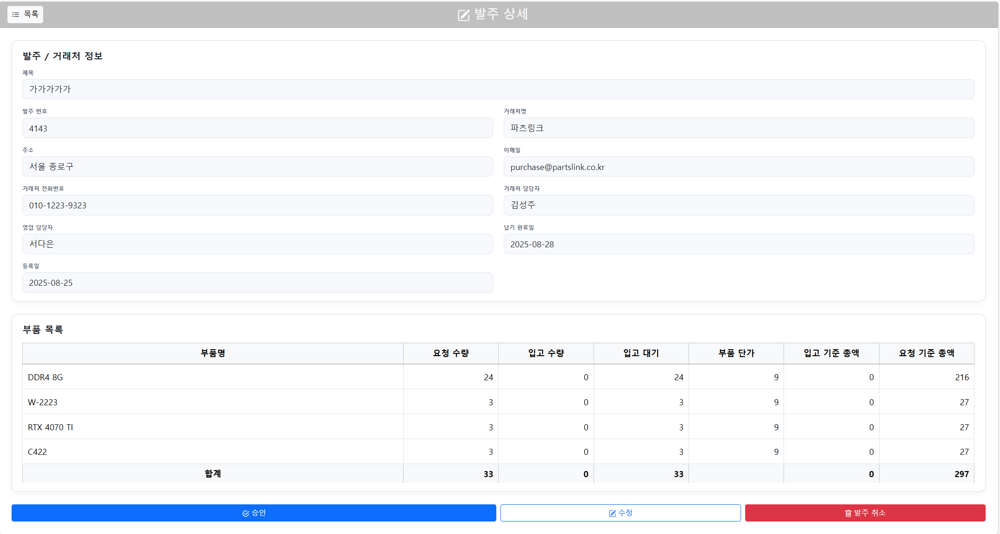 목록
발주 상세
발주 / 거래처 정보
제목
가가가가가
발주 번호 거래처명
4143 파츠링크
주소 이메일
서울 종로구 purchase@partslink.co.kr
거래처 전화번호 거래처 담당자
010-1223-9323 김성주
영업 담당자 납기 완료일
서다은 2025-08-28
등록일
2025-08-25
부품 목록
부품명 요청 수량 입고 수량 입고 대기 부품 단가 입고 기준 총액 요청 기준 총액
DDR4 8G 24 0 24 9 0 216
W-2223 3 0 3 9 0 27
RTX 4070 TI 3 0 3 9 0 27
C422 3 0 3 9 0 27
합계 33 0 33 0 297
승인 수정 발주 취소